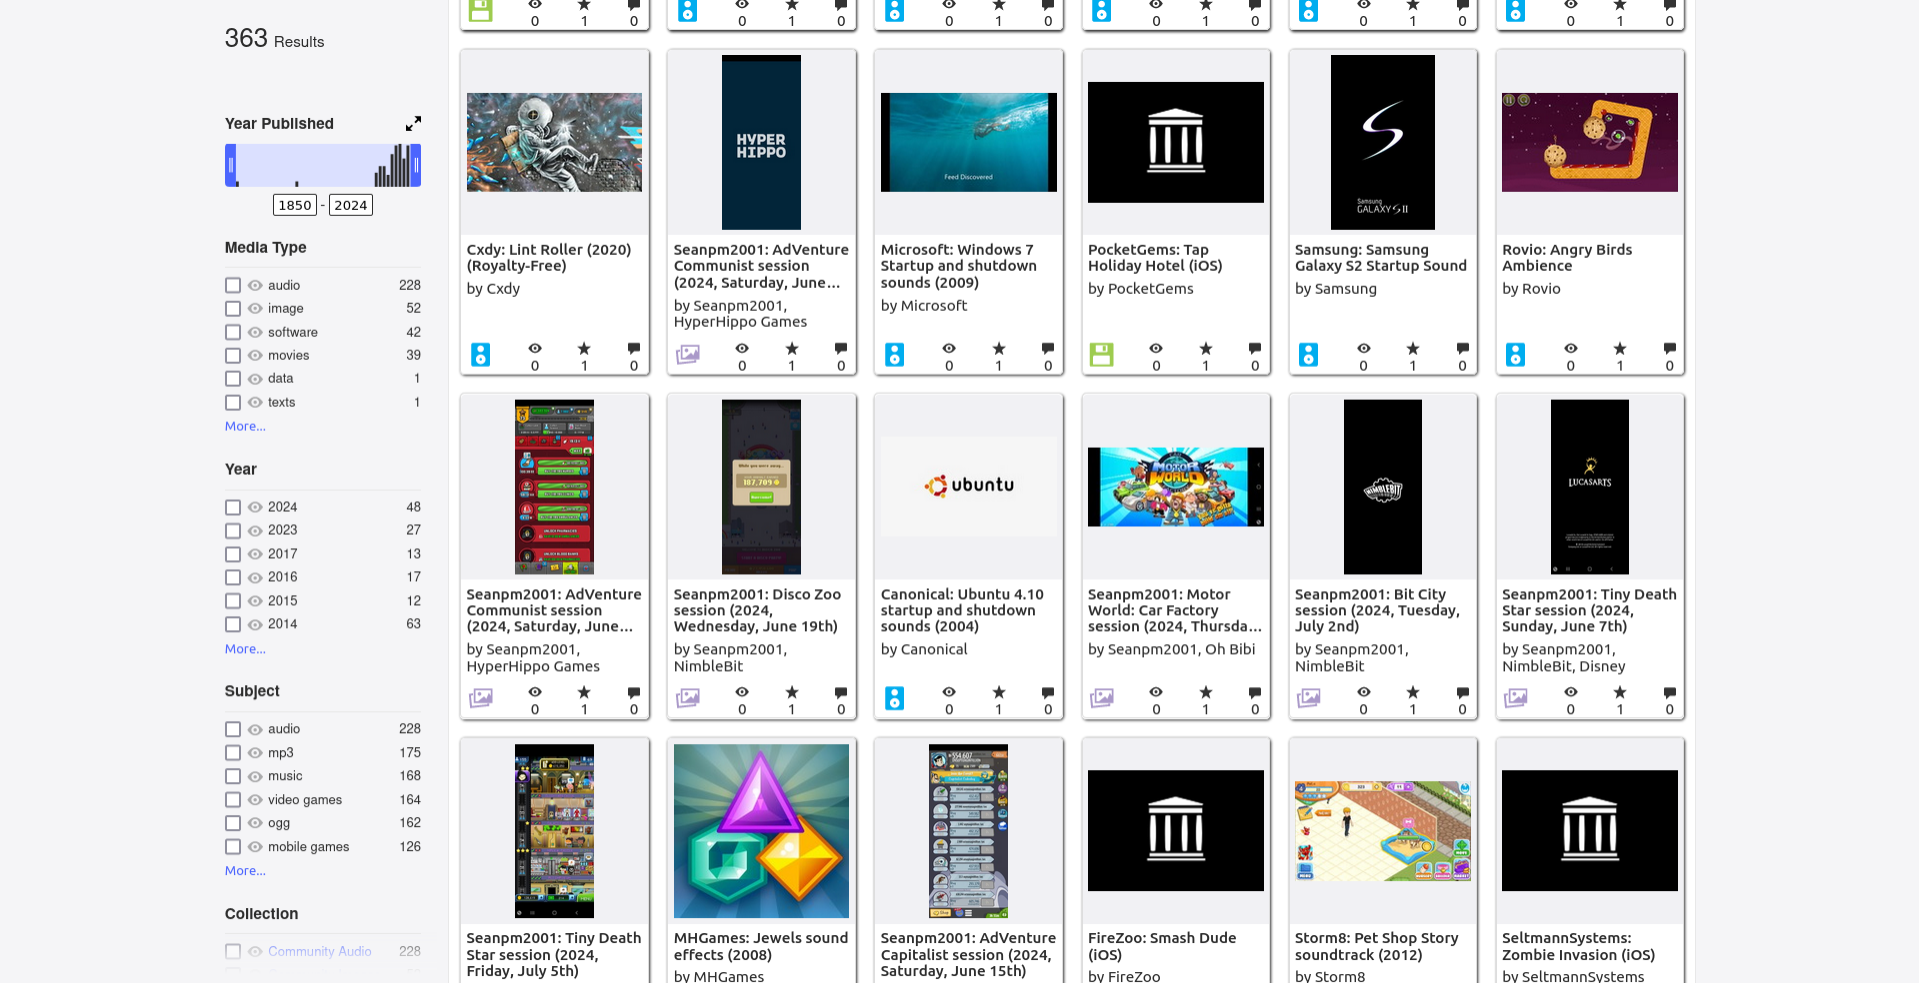 363 Results
Year Published
1850 - 2024
Media Type
audio 228
image 52
software 42
movies 39
data 1
texts 1
More...
Year
2024 48
2023 27
2017 13
2016 17
2015 12
2014 63
More...
Subject
audio 228
mp3 175
music 168
video games 164
ogg 162
mobile games 126
More...
Collection
Community Audio 228
0 1 0
0 1 0
0 1 0
0 1 0
0 1 0
0 1 0
Cxdy: Lint Roller (2020)
(Royalty-Free)
by Cxdy
0 1 0
HYPER
HIPPO
Seanpm2001: AdVenture
Communist session
(2024, Saturday, June...
by Seanpm2001,
HyperHippo Games
0 1 0
Feed Discovered
Microsoft: Windows 7
Startup and shutdown
sounds (2009)
by Microsoft
0 1 0
PocketGems: Tap
Holiday Hotel (iOS)
by PocketGems
0 1 0
S
Samsung
GALAXY S II
Samsung: Samsung
Galaxy S2 Startup Sound
by Samsung
0 1 0
Rovio: Angry Birds
Ambience
by Rovio
0 1 0
Seanpm2001: AdVenture
Communist session
(2024, Saturday, June...
by Seanpm2001,
HyperHippo Games
0 1 0
While you were away...
187,709
Seanpm2001: Disco Zoo
session (2024,
Wednesday, June 19th)
by Seanpm2001,
NimbleBit
0 1 0
ubuntu
Canonical: Ubuntu 4.10
startup and shutdown
sounds (2004)
by Canonical
0 1 0
MOTOR
WORLD
Seanpm2001: Motor
World: Car Factory
session (2024, Thursda...
by Seanpm2001, Oh Bibi
0 1 0
NIMBLEBIT
Seanpm2001: Bit City
session (2024, Tuesday,
July 2nd)
by Seanpm2001,
NimbleBit
0 1 0
LUCASARTS
Seanpm2001: Tiny Death
Star session (2024,
Sunday, June 7th)
by Seanpm2001,
NimbleBit, Disney
0 1 0
Seanpm2001: Tiny Death
Star session (2024,
Friday, July 5th)
MHGames: Jewels sound
effects (2008)
by MHGames
Seanpm2001: AdVenture
Capitalist session (2024,
Saturday, June 15th)
FireZoo: Smash Dude
(iOS)
by FireZoo
Storm8: Pet Shop Story
soundtrack (2012)
by Storm8
SeltmannSystems:
Zombie Invasion (iOS)
by SeltmannSystems